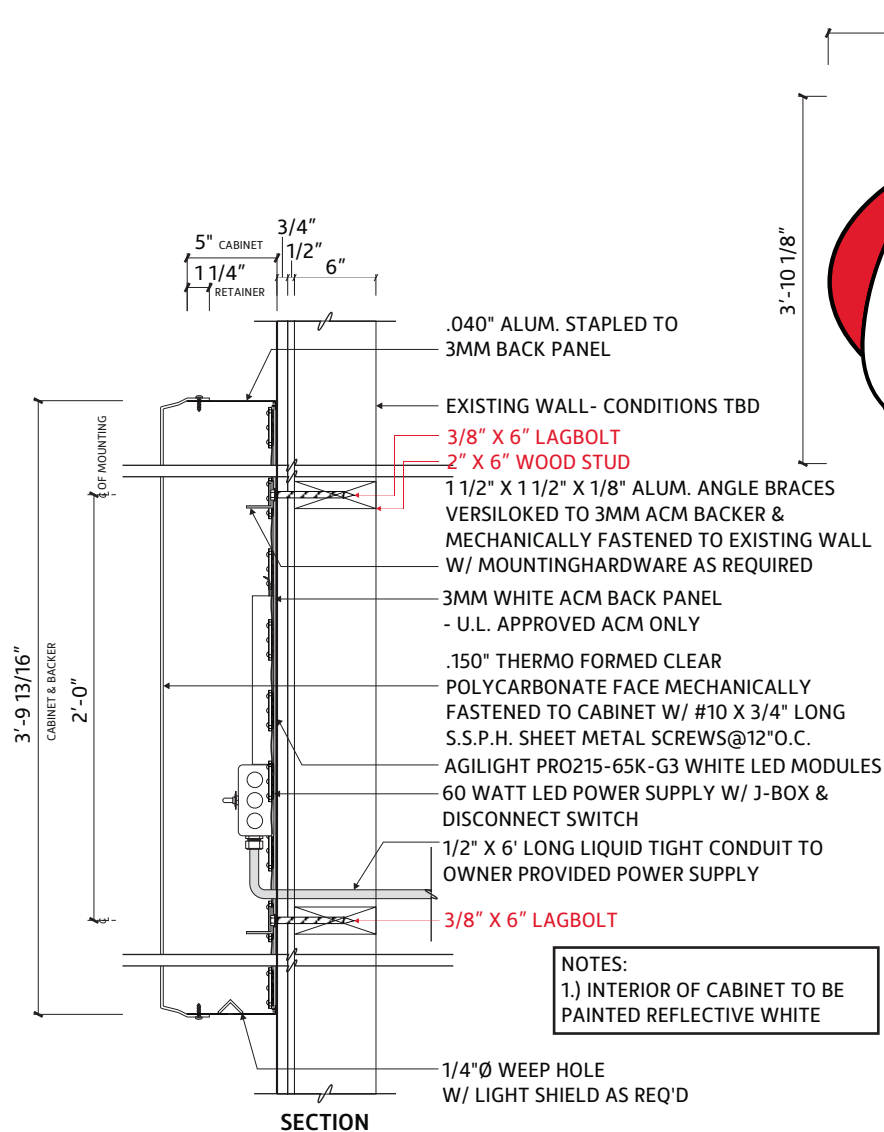 3/4"
5" CABINET
1/2"
1 1/4"
6"
RETAINER
3'-10 1/8"
.040" ALUM. STAPLED TO
3MM BACK PANEL
EXISTING WALL- CONDITIONS TBD
3/8" X 6" LAGBOLT
2" X 6" WOOD STUD
1 1/2" X 1 1/2" X 1/8" ALUM. ANGLE BRACES
VERSILOKED TO 3MM ACM BACKER &
MECHANICALLY FASTENED TO EXISTING WALL
W/ MOUNTINGHARDWARE AS REQUIRED
℄ OF MOUNTING
3MM WHITE ACM BACK PANEL
- U.L. APPROVED ACM ONLY
.150" THERMO FORMED CLEAR
POLYCARBONATE FACE MECHANICALLY
FASTENED TO CABINET W/ #10 X 3/4" LONG
S.S.P.H. SHEET METAL SCREWS@12"O.C.
3'-9 13/16"
CABINET & BACKER
2'-0"
AGILIGHT PRO215-65K-G3 WHITE LED MODULES
60 WATT LED POWER SUPPLY W/ J-BOX &
DISCONNECT SWITCH
1/2" X 6' LONG LIQUID TIGHT CONDUIT TO
OWNER PROVIDED POWER SUPPLY
℄
3/8" X 6" LAGBOLT
NOTES:
1.) INTERIOR OF CABINET TO BE
PAINTED REFLECTIVE WHITE
1/4"Ø WEEP HOLE
W/ LIGHT SHIELD AS REQ'D
SECTION